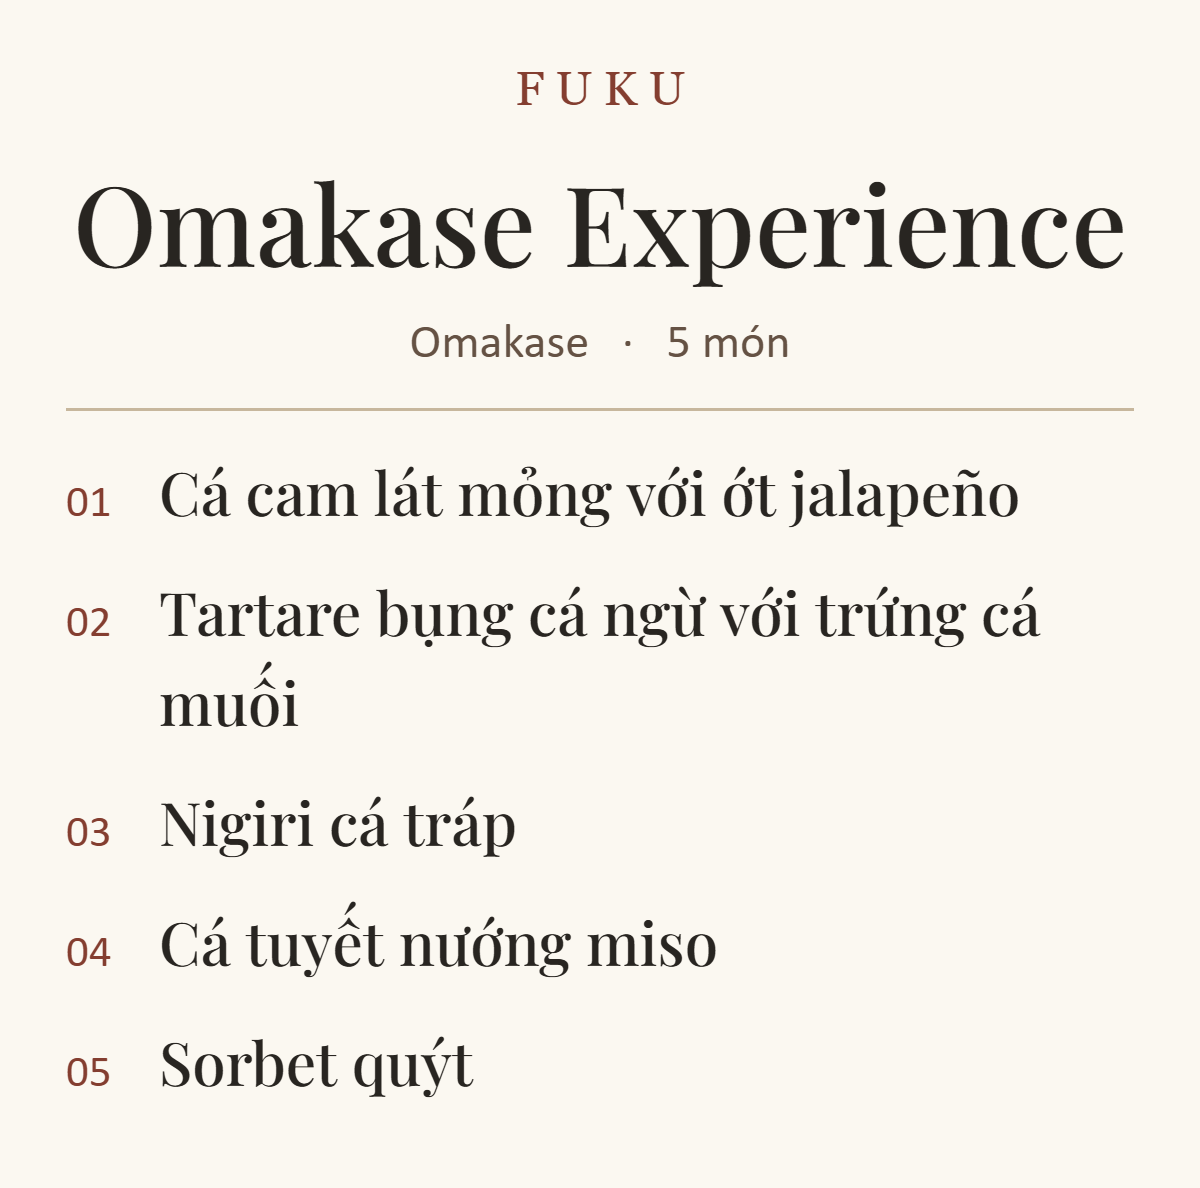 FUKU
Omakase Experience
Omakase · 5 món
01 Cá cam lát mỏng với ớt jalapeño
02 Tartare bụng cá ngừ với trứng cá
muối
03 Nigiri cá tráp
04 Cá tuyết nướng miso
05 Sorbet quýt